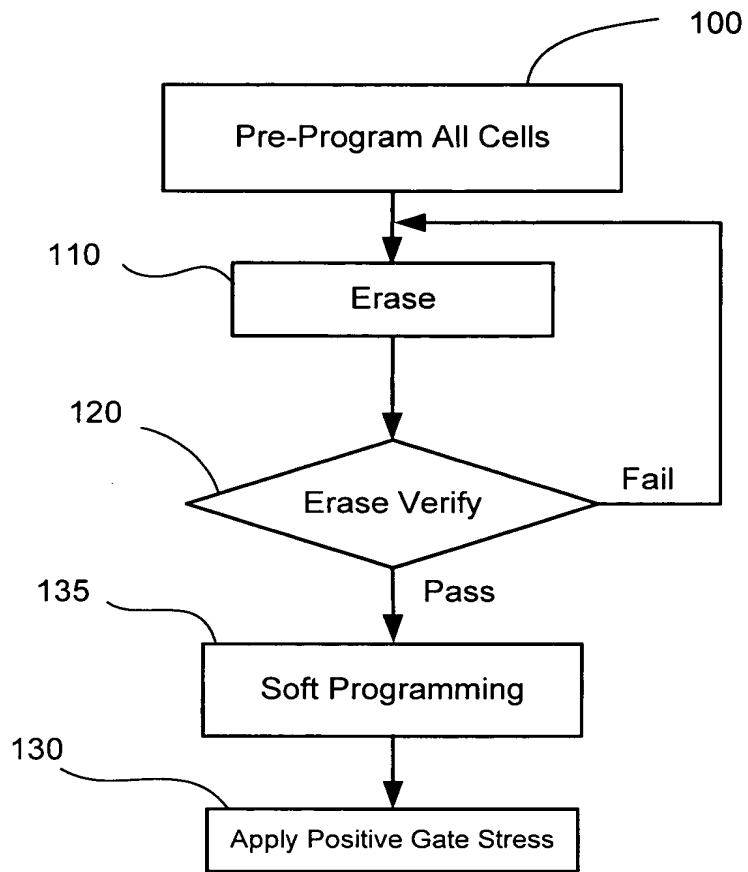 100
Pre-Program All Cells
110
Erase
120
Erase Verify
Fail
Pass
135
Soft Programming
130
Apply Positive Gate Stress